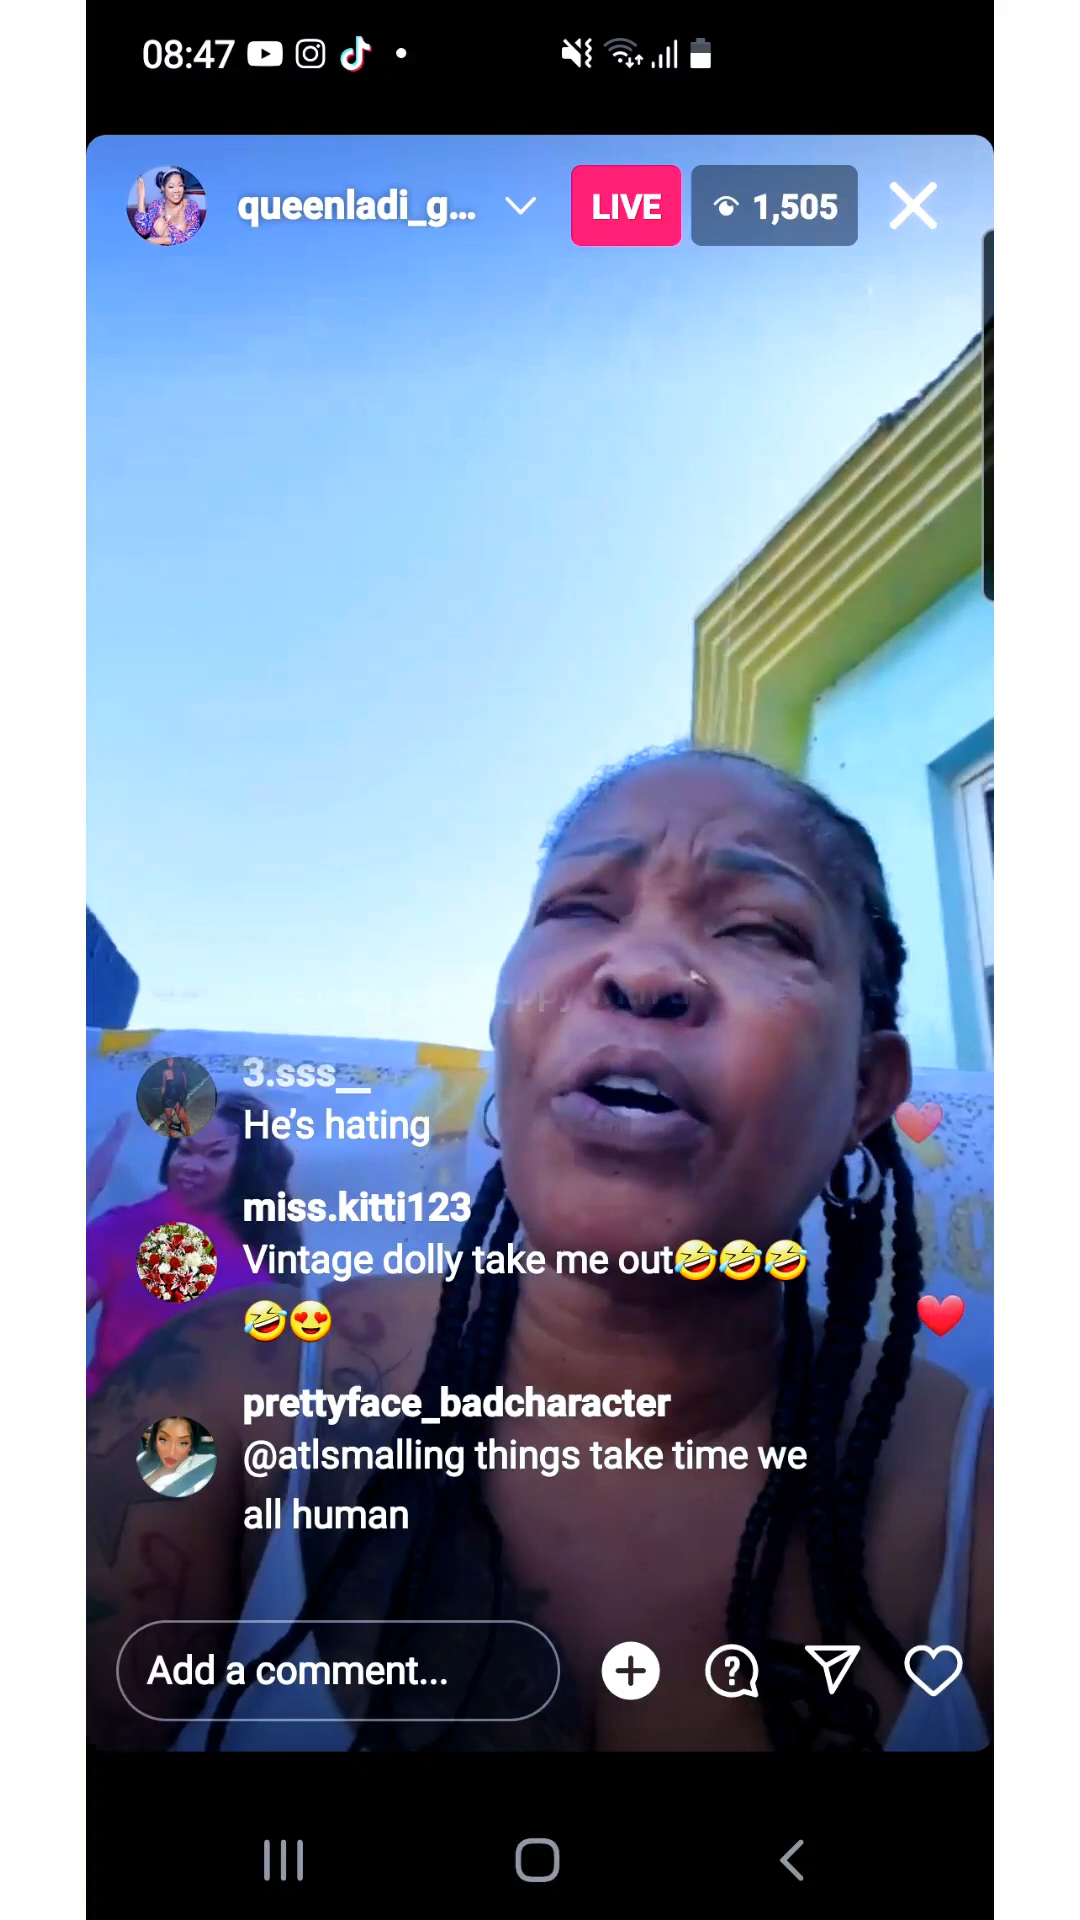 08:47
queenladi_g...
LIVE
1,505
3.sss__
He's hating
miss.kitti123
Vintage dolly take me out🤣🤣🤣
🤣😍
prettyface_badcharacter
@atlsmalling things take time we
all human
Add a comment...